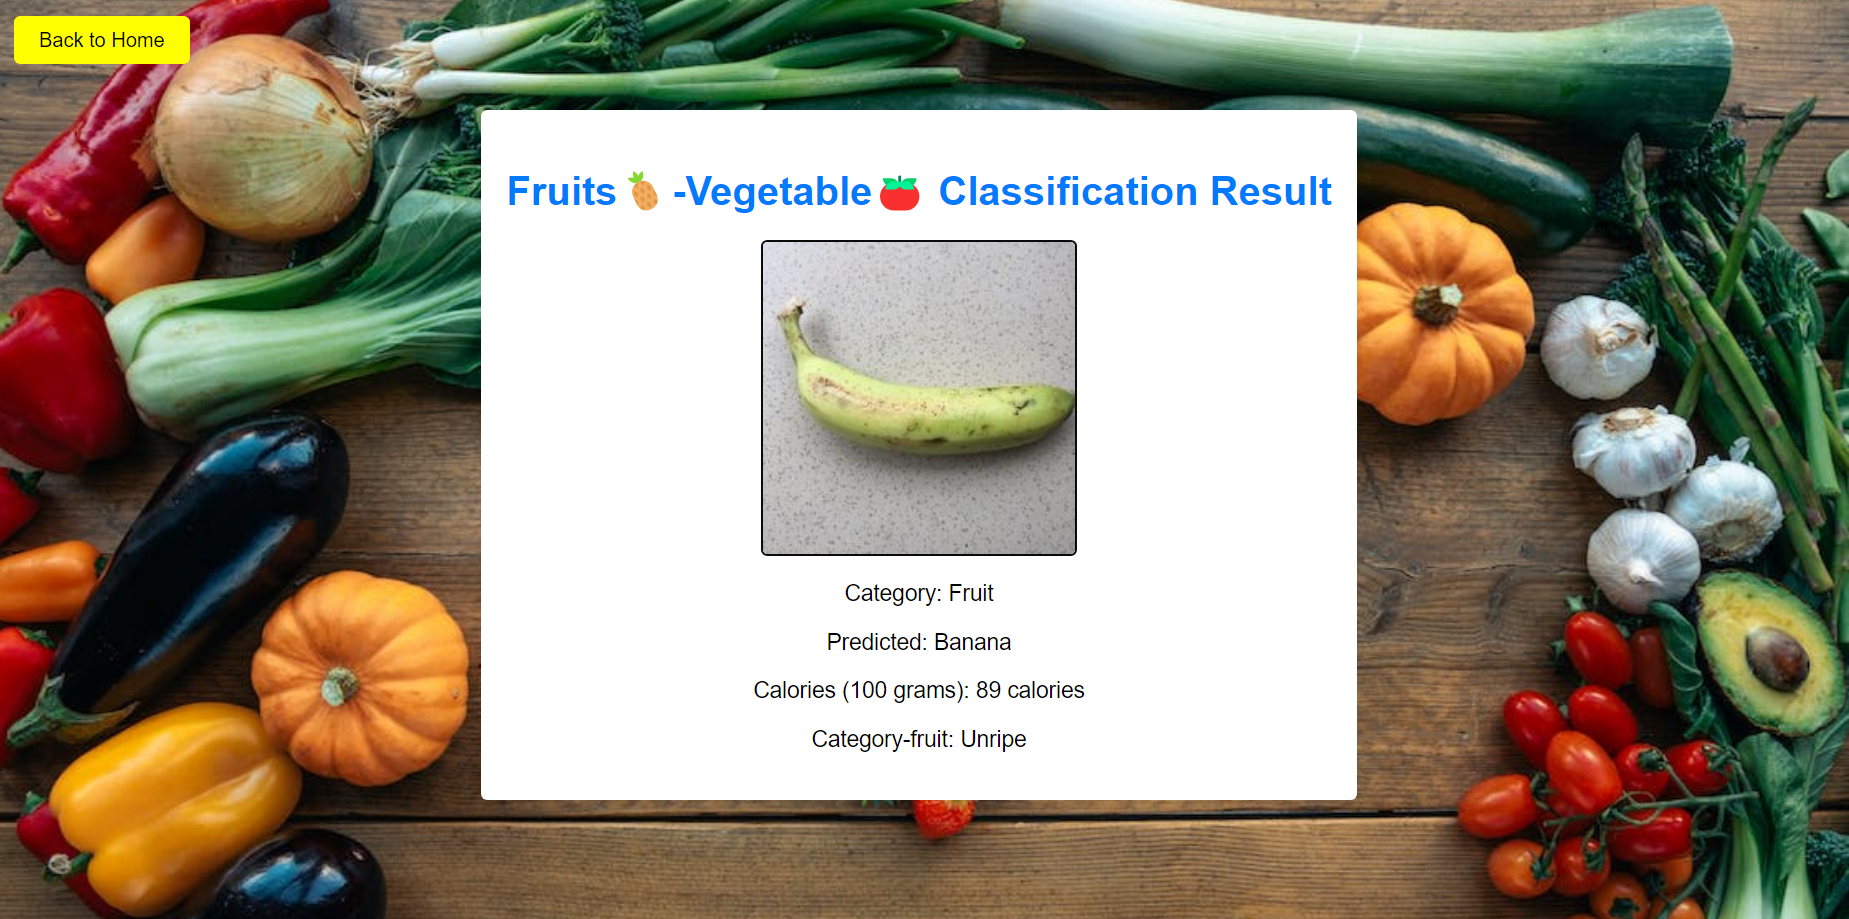 Back to Home
Fruits🍍-Vegetable🍅 Classification Result
Category: Fruit
Predicted: Banana
Calories (100 grams): 89 calories
Category-fruit: Unripe